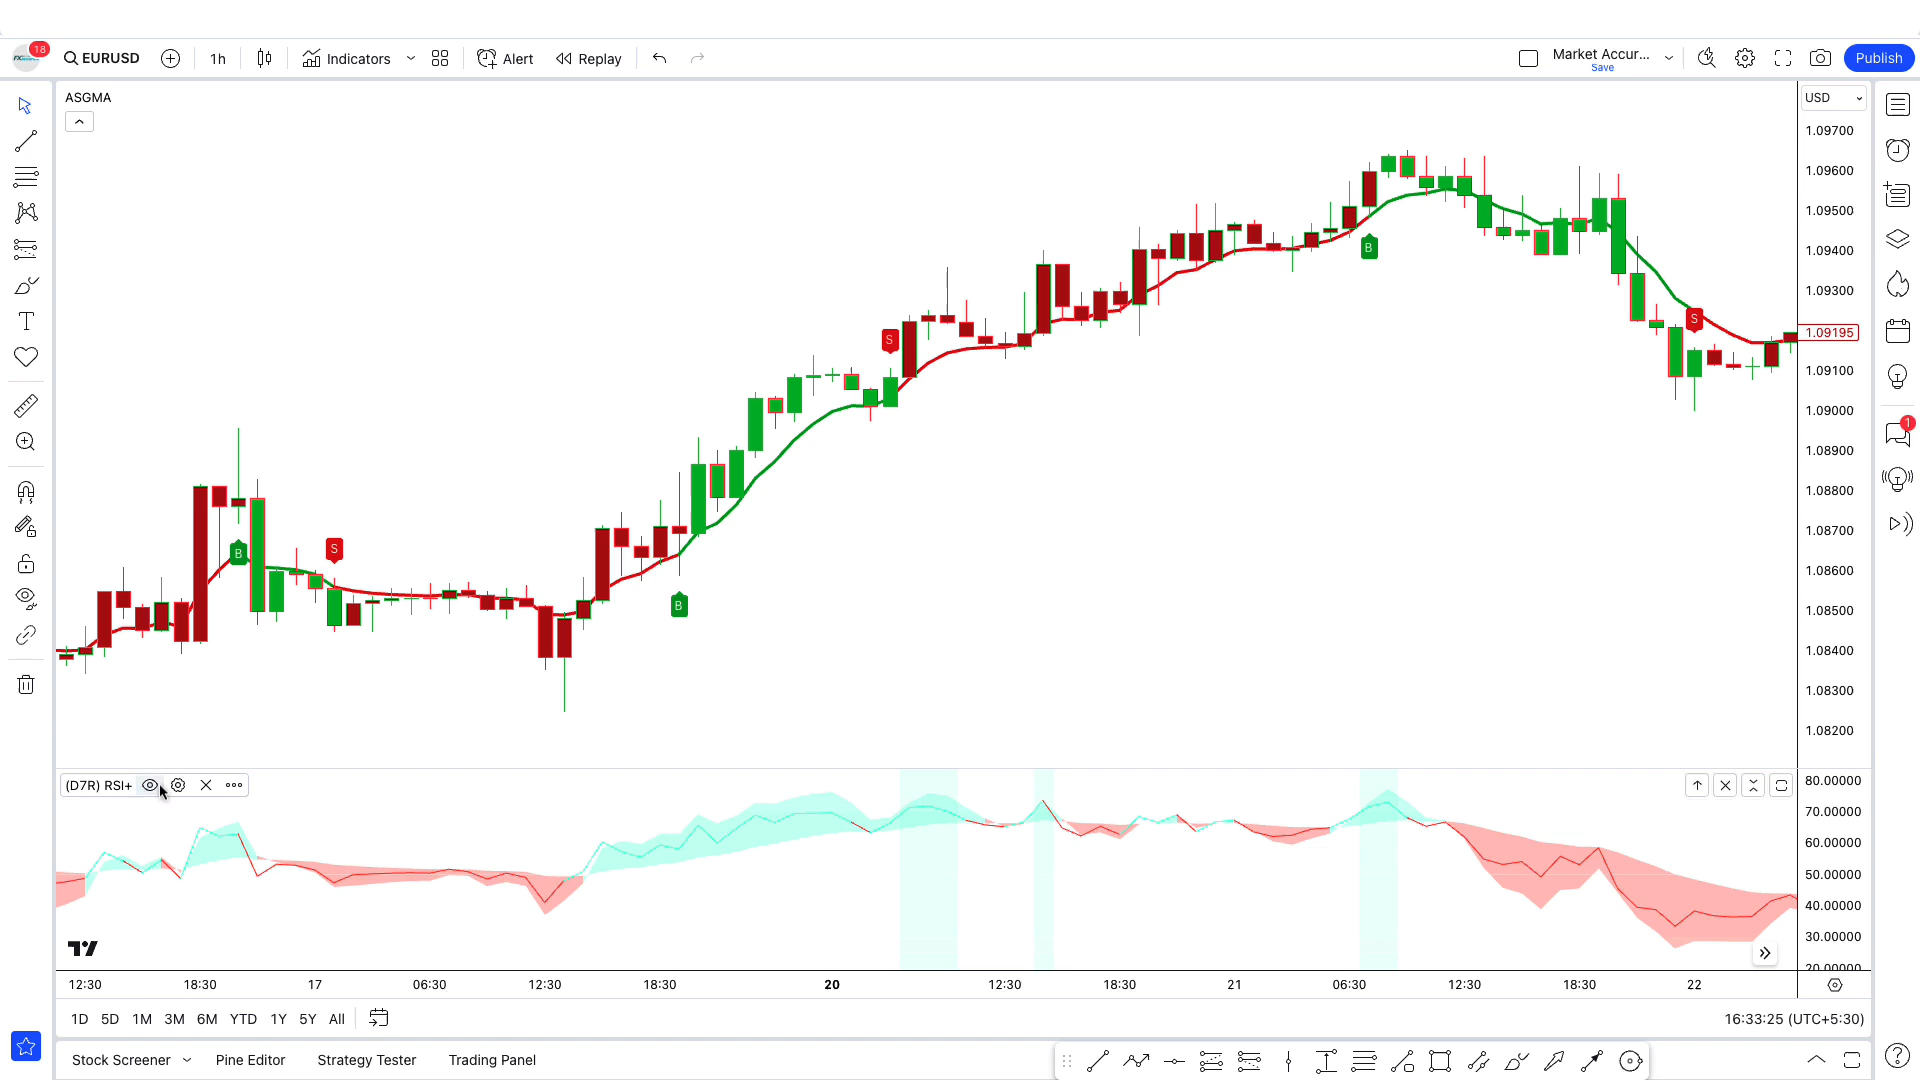 18
EURUSD
1h
Indicators
Alert
Replay
Market Accur...
Save
Publish
ASGMA
USD
1.09700
1.09600
1.09500
1.09400
1.09300
1.09195
1.09100
1.09000
1.08900
1.08800
1.08700
1.08600
1.08500
1.08400
1.08300
1.08200
B
S
B
S
B
S
1
(D7R) RSI+
80.00000
70.00000
60.00000
50.00000
40.00000
30.00000
20.00000
12:30
18:30
17
06:30
12:30
18:30
20
12:30
18:30
21
06:30
12:30
18:30
22
1D 5D 1M 3M 6M YTD 1Y 5Y All
16:33:25 (UTC+5:30)
Stock Screener
Pine Editor
Strategy Tester
Trading Panel